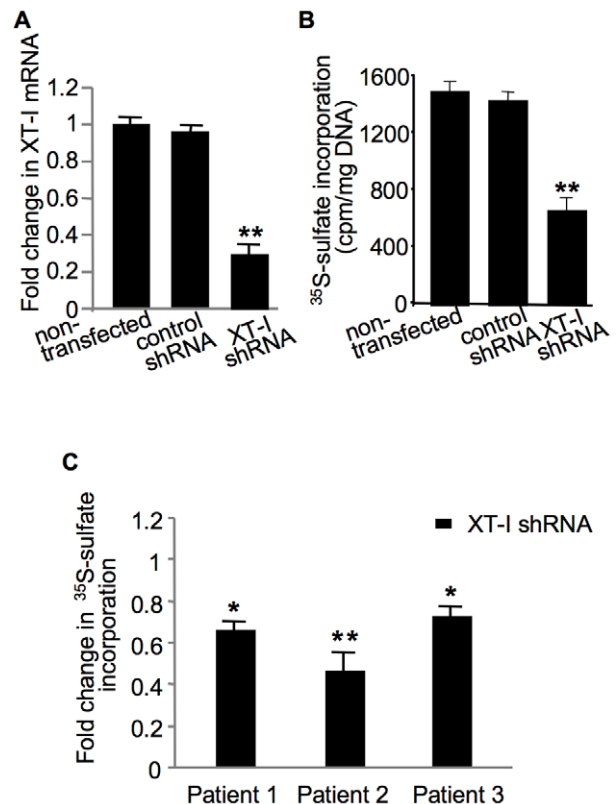 A
Fold change in XT-I mRNA
1.2
1
0.8
0.6
0.4
0.2
0
**
non-
transfected
control
shRNA
XT-I
shRNA
B
35S-sulfate incorporation
(cpm/mg DNA)
1600
1200
800
400
0
**
non-
transfected
control
shRNA
XT-I
shRNA
C
Fold change in 35S-sulfate
incorporation
1.2
1
0.8
0.6
0.4
0.2
0
XT-I shRNA
*
**
*
Patient 1
Patient 2
Patient 3